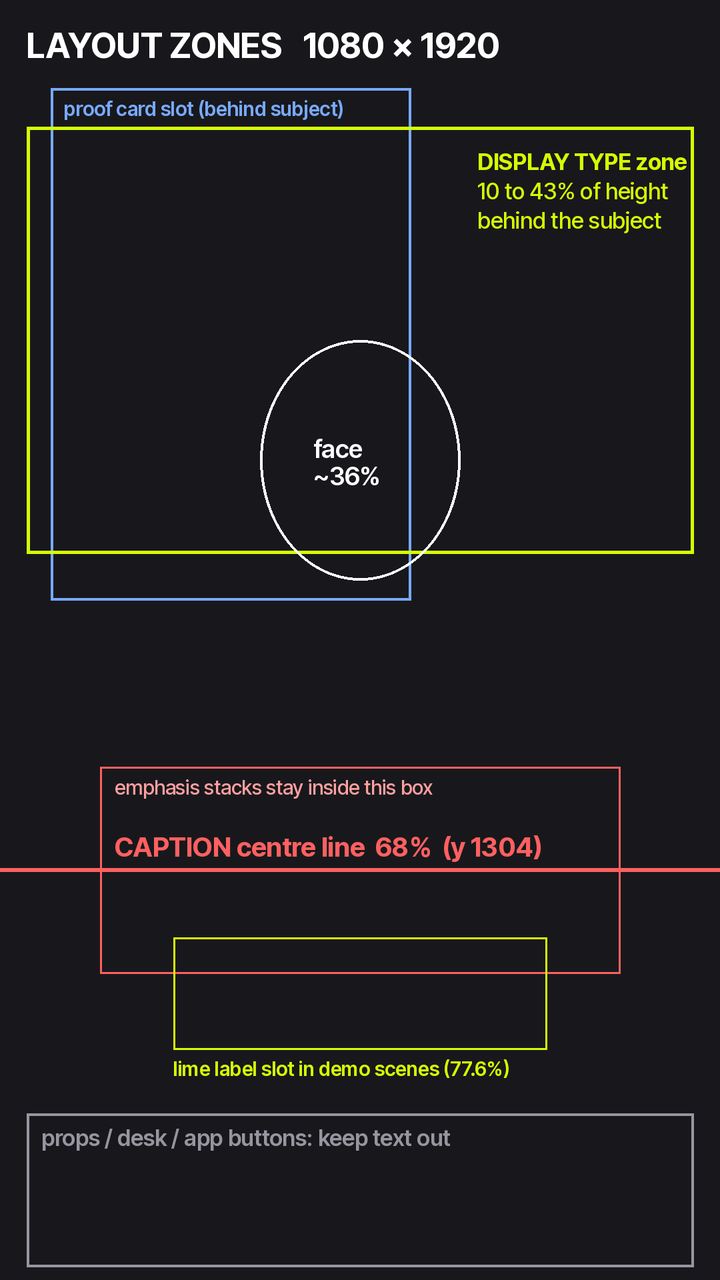 LAYOUT ZONES 1080 × 1920
proof card slot (behind subject)
DISPLAY TYPE zone
10 to 43% of height
behind the subject
face
~36%
emphasis stacks stay inside this box
CAPTION centre line 68% (y 1304)
lime label slot in demo scenes (77.6%)
props / desk / app buttons: keep text out